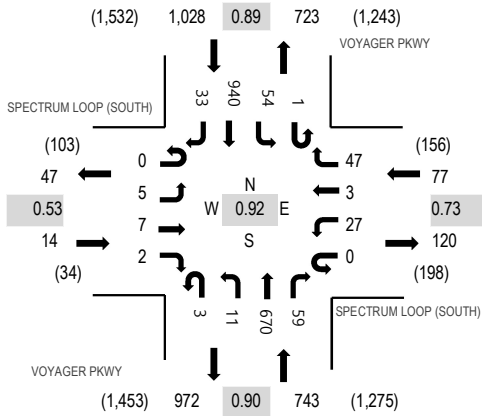 (1,532) 1,028 0.89 723 (1,243)
VOYAGER PKWY
SPECTRUM LOOP (SOUTH)
33 940 54 1
(103)
47
0.53
14
(34)
0
5
7
2
N
W 0.92 E
S
47
3
27
0
(156)
77
0.73
120
(198)
3 11 670 59
SPECTRUM LOOP (SOUTH)
VOYAGER PKWY
(1,453) 972 0.90 743 (1,275)